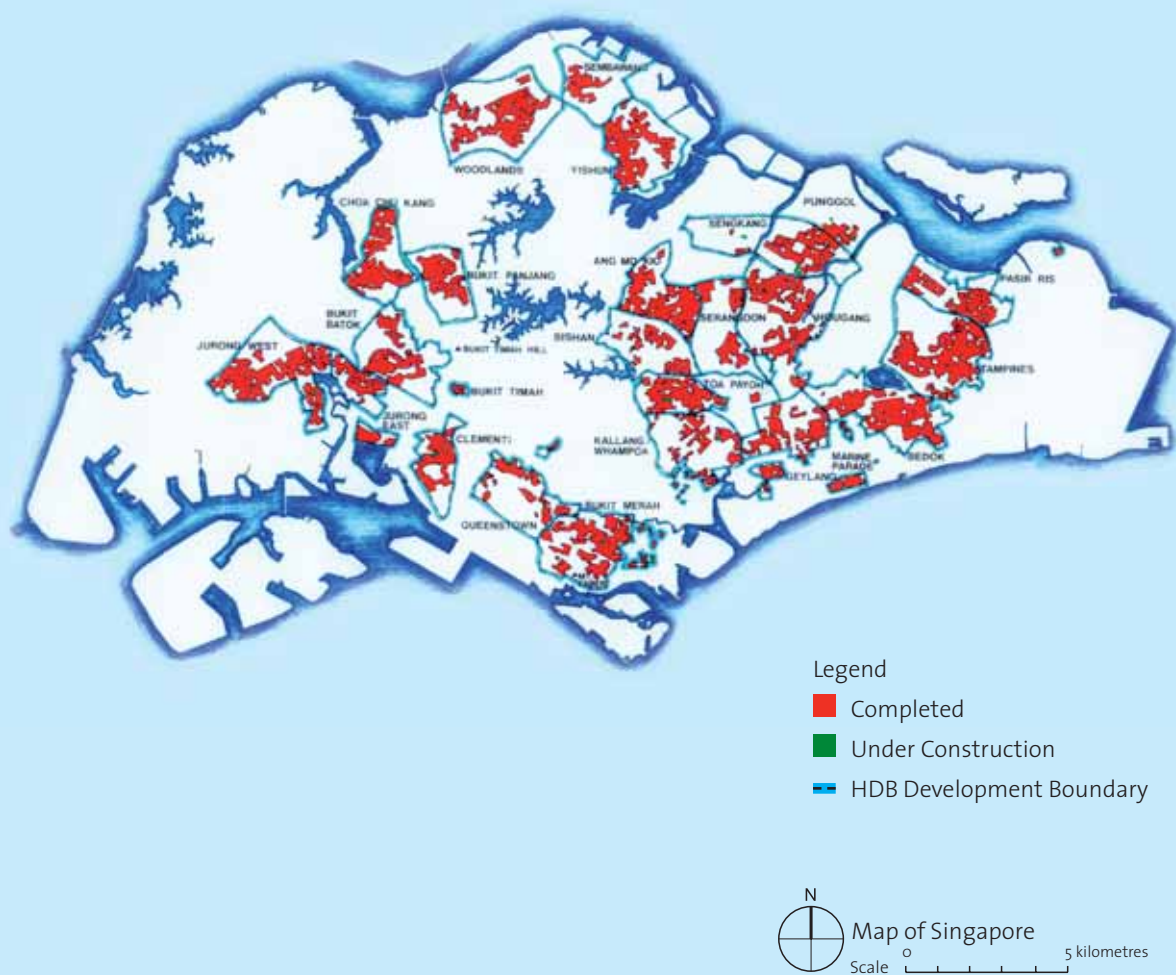 SEMBAWANG
WOODLANDS
YISHUN
CHOA CHU KANG
PUNGGOL
SENGKANG
ANG MO KIO
BUKIT PANJANG
PASIR RIS
BUKIT
BATOK
SERANGOON
HOUGANG
BISHAN
JURONG WEST
BUKIT TIMAH HILL
TAMPINES
BUKIT TIMAH
TOA PAYOH
JURONG
EAST
CLEMENTI
KALLANG
WHAMPOA
MARINE
PARADE
BEDOK
GEYLANG
BUKIT MERAH
QUEENSTOWN
Legend
Completed
Under Construction
HDB Development Boundary
N
Map of Singapore
Scale
0
5 kilometres